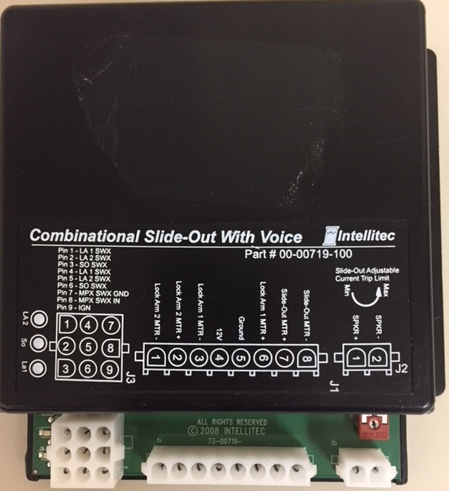 Combinational Slide-Out With Voice
Intellitec
Part # 00-00719-100
Pin 1 - LA 1 SWX
Pin 2 - LA 2 SWX
Pin 3 - SO SWX
Pin 4 - LA 1 SWX
Pin 5 - LA 2 SWX
Pin 6 - SO SWX
Pin 7 - MPX SWX GND
Pin 8 - MPX SWX IN
Pin 9 - IGN
LA 2
So
La1
1 4 7
2 5 8
3 6 9
J3
Lock Arm 2 MTR -
Lock Arm 2 MTR +
Lock Arm 1 MTR -
12V
Ground
Lock Arm 1 MTR +
Slide-Out MTR +
Slide-Out MTR -
1 2 3 4 5 6 7 8
J1
Slide-Out Adjustable
Current Trip Limit
Min
Max
SPKR +
SPKR -
1 2
J2
ALL RIGHTS RESERVED
© 2008 INTELLITEC
73-00719-